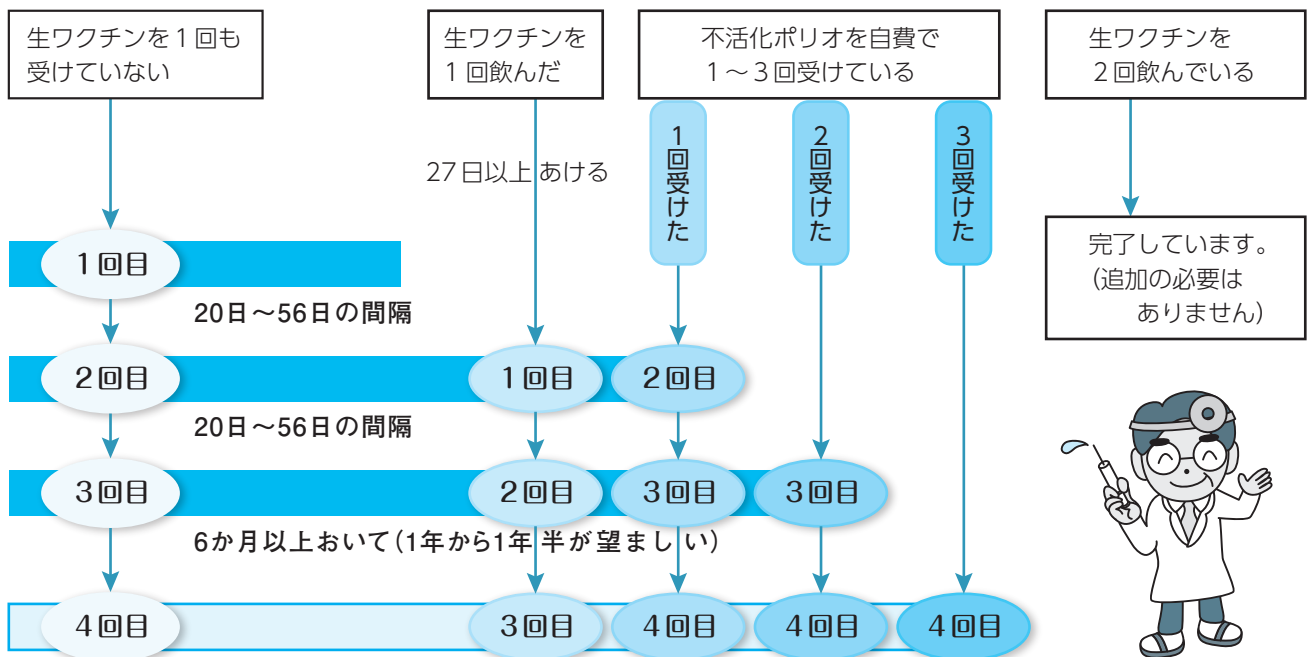 生ワクチンを1回も
受けていない
生ワクチンを
1回飲んだ
不活化ポリオを自費で
1～3回受けている
生ワクチンを
2回飲んでいる
27日以上あける
1回受けた
2回受けた
3回受けた
完了しています。
(追加の必要は
ありません)
1回目
20日～56日の間隔
2回目
1回目
2回目
20日～56日の間隔
3回目
2回目
3回目
3回目
6か月以上おいて(1年から1年半が望ましい)
4回目
3回目
4回目
4回目
4回目